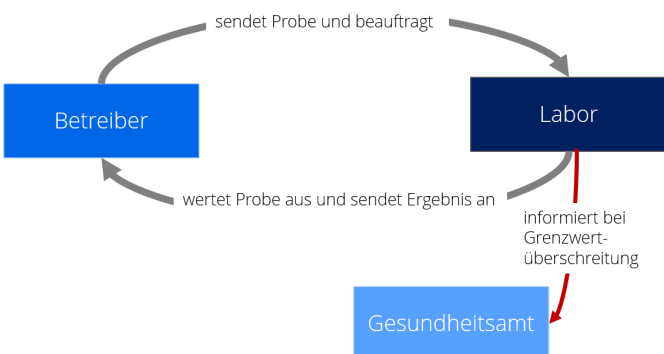 sendet Probe und beauftragt
Betreiber
Labor
wertet Probe aus und sendet Ergebnis an
informiert bei
Grenzwert-
überschreitung
Gesundheitsamt